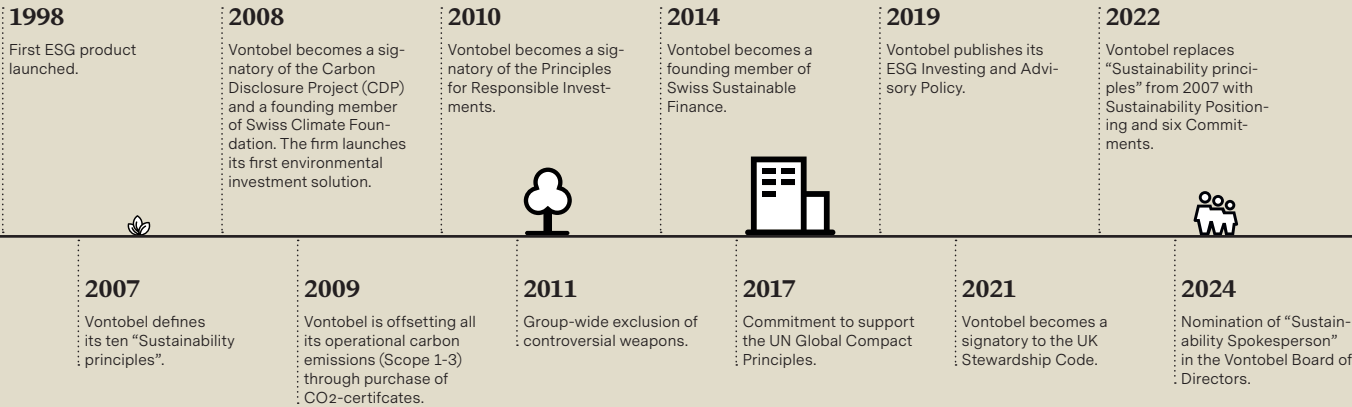 1998
First ESG product
launched.
2008
Vontobel becomes a sig-
natory of the Carbon
Disclosure Project (CDP)
and a founding member
of Swiss Climate Foun-
dation. The firm launches
its first environmental
investment solution.
2010
Vontobel becomes a sig-
natory of the Principles
for Responsible Invest-
ments.
2014
Vontobel becomes a
founding member of
Swiss Sustainable
Finance.
2019
Vontobel publishes its
ESG Investing and Advi-
sory Policy.
2022
Vontobel replaces
“Sustainability princi-
ples” from 2007 with
Sustainability Position-
ing and six Commit-
ments.
2007
Vontobel defines
its ten “Sustainability
principles”.
2009
Vontobel is offsetting all
its operational carbon
emissions (Scope 1-3)
through purchase of
CO2-certifcates.
2011
Group-wide exclusion of
controversial weapons.
2017
Commitment to support
the UN Global Compact
Principles.
2021
Vontobel becomes a
signatory to the UK
Stewardship Code.
2024
Nomination of “Sustain-
ability Spokesperson”
in the Vontobel Board of
Directors.